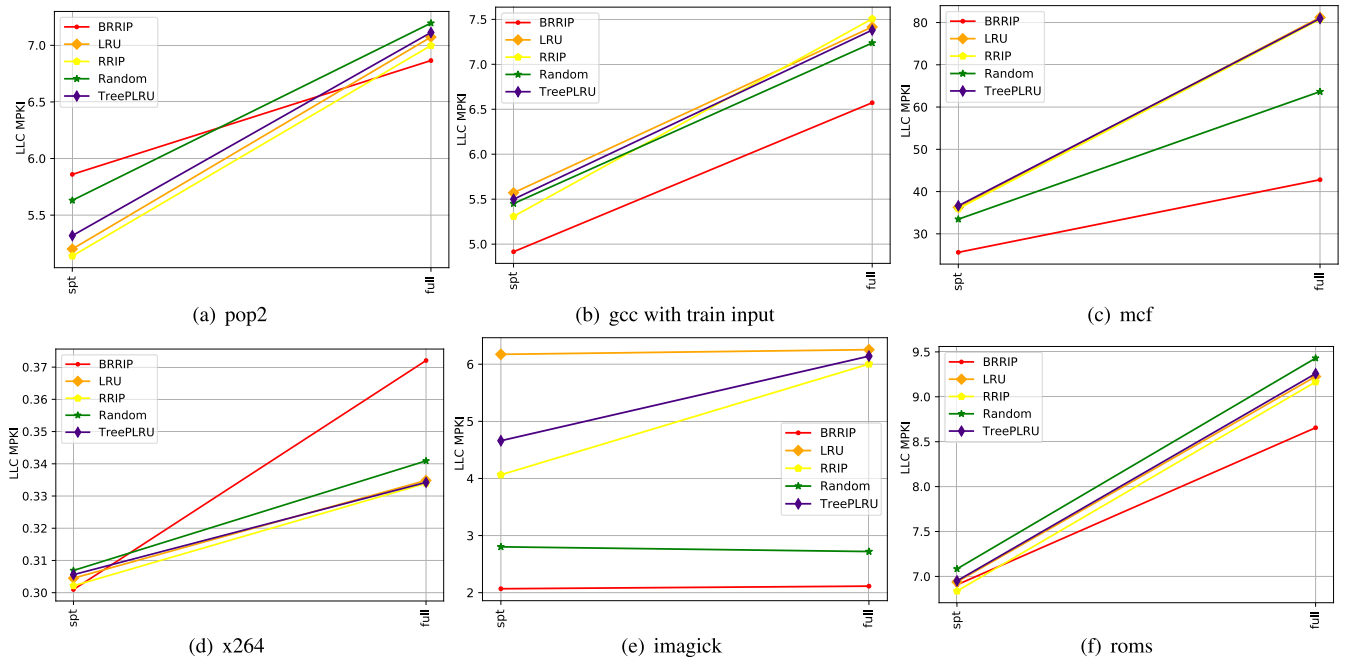 7.0
6.5
6.0
5.5
LLC MPKI
BRRIP
LRU
RRIP
Random
TreePLRU
spt
full
(a) pop2
7.5
7.0
6.5
6.0
5.5
5.0
LLC MPKI
BRRIP
LRU
RRIP
Random
TreePLRU
spt
full
(b) gcc with train input
80
70
60
50
40
30
LLC MPKI
BRRIP
LRU
RRIP
Random
TreePLRU
spt
full
(c) mcf
0.37
0.36
0.35
0.34
0.33
0.32
0.31
0.30
LLC MPKI
BRRIP
LRU
RRIP
Random
TreePLRU
spt
full
(d) x264
6
5
4
3
2
LLC MPKI
BRRIP
LRU
RRIP
Random
TreePLRU
spt
full
(e) imagick
9.5
9.0
8.5
8.0
7.5
7.0
LLC MPKI
BRRIP
LRU
RRIP
Random
TreePLRU
spt
full
(f) roms